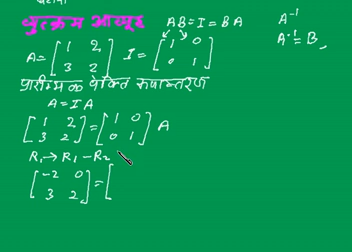 व्युत्क्रम आव्यूह AB = I = BA A⁻¹
A⁻¹ = B,
A = [1 2; 3 2] I = [1 0; 0 1]
प्रारम्भिक पंक्ति रूपान्तरण
A = I A
[1 2; 3 2] = [1 0; 0 1] A
R₁ → R₁ − R₂
[-2 0; 3 2] = [